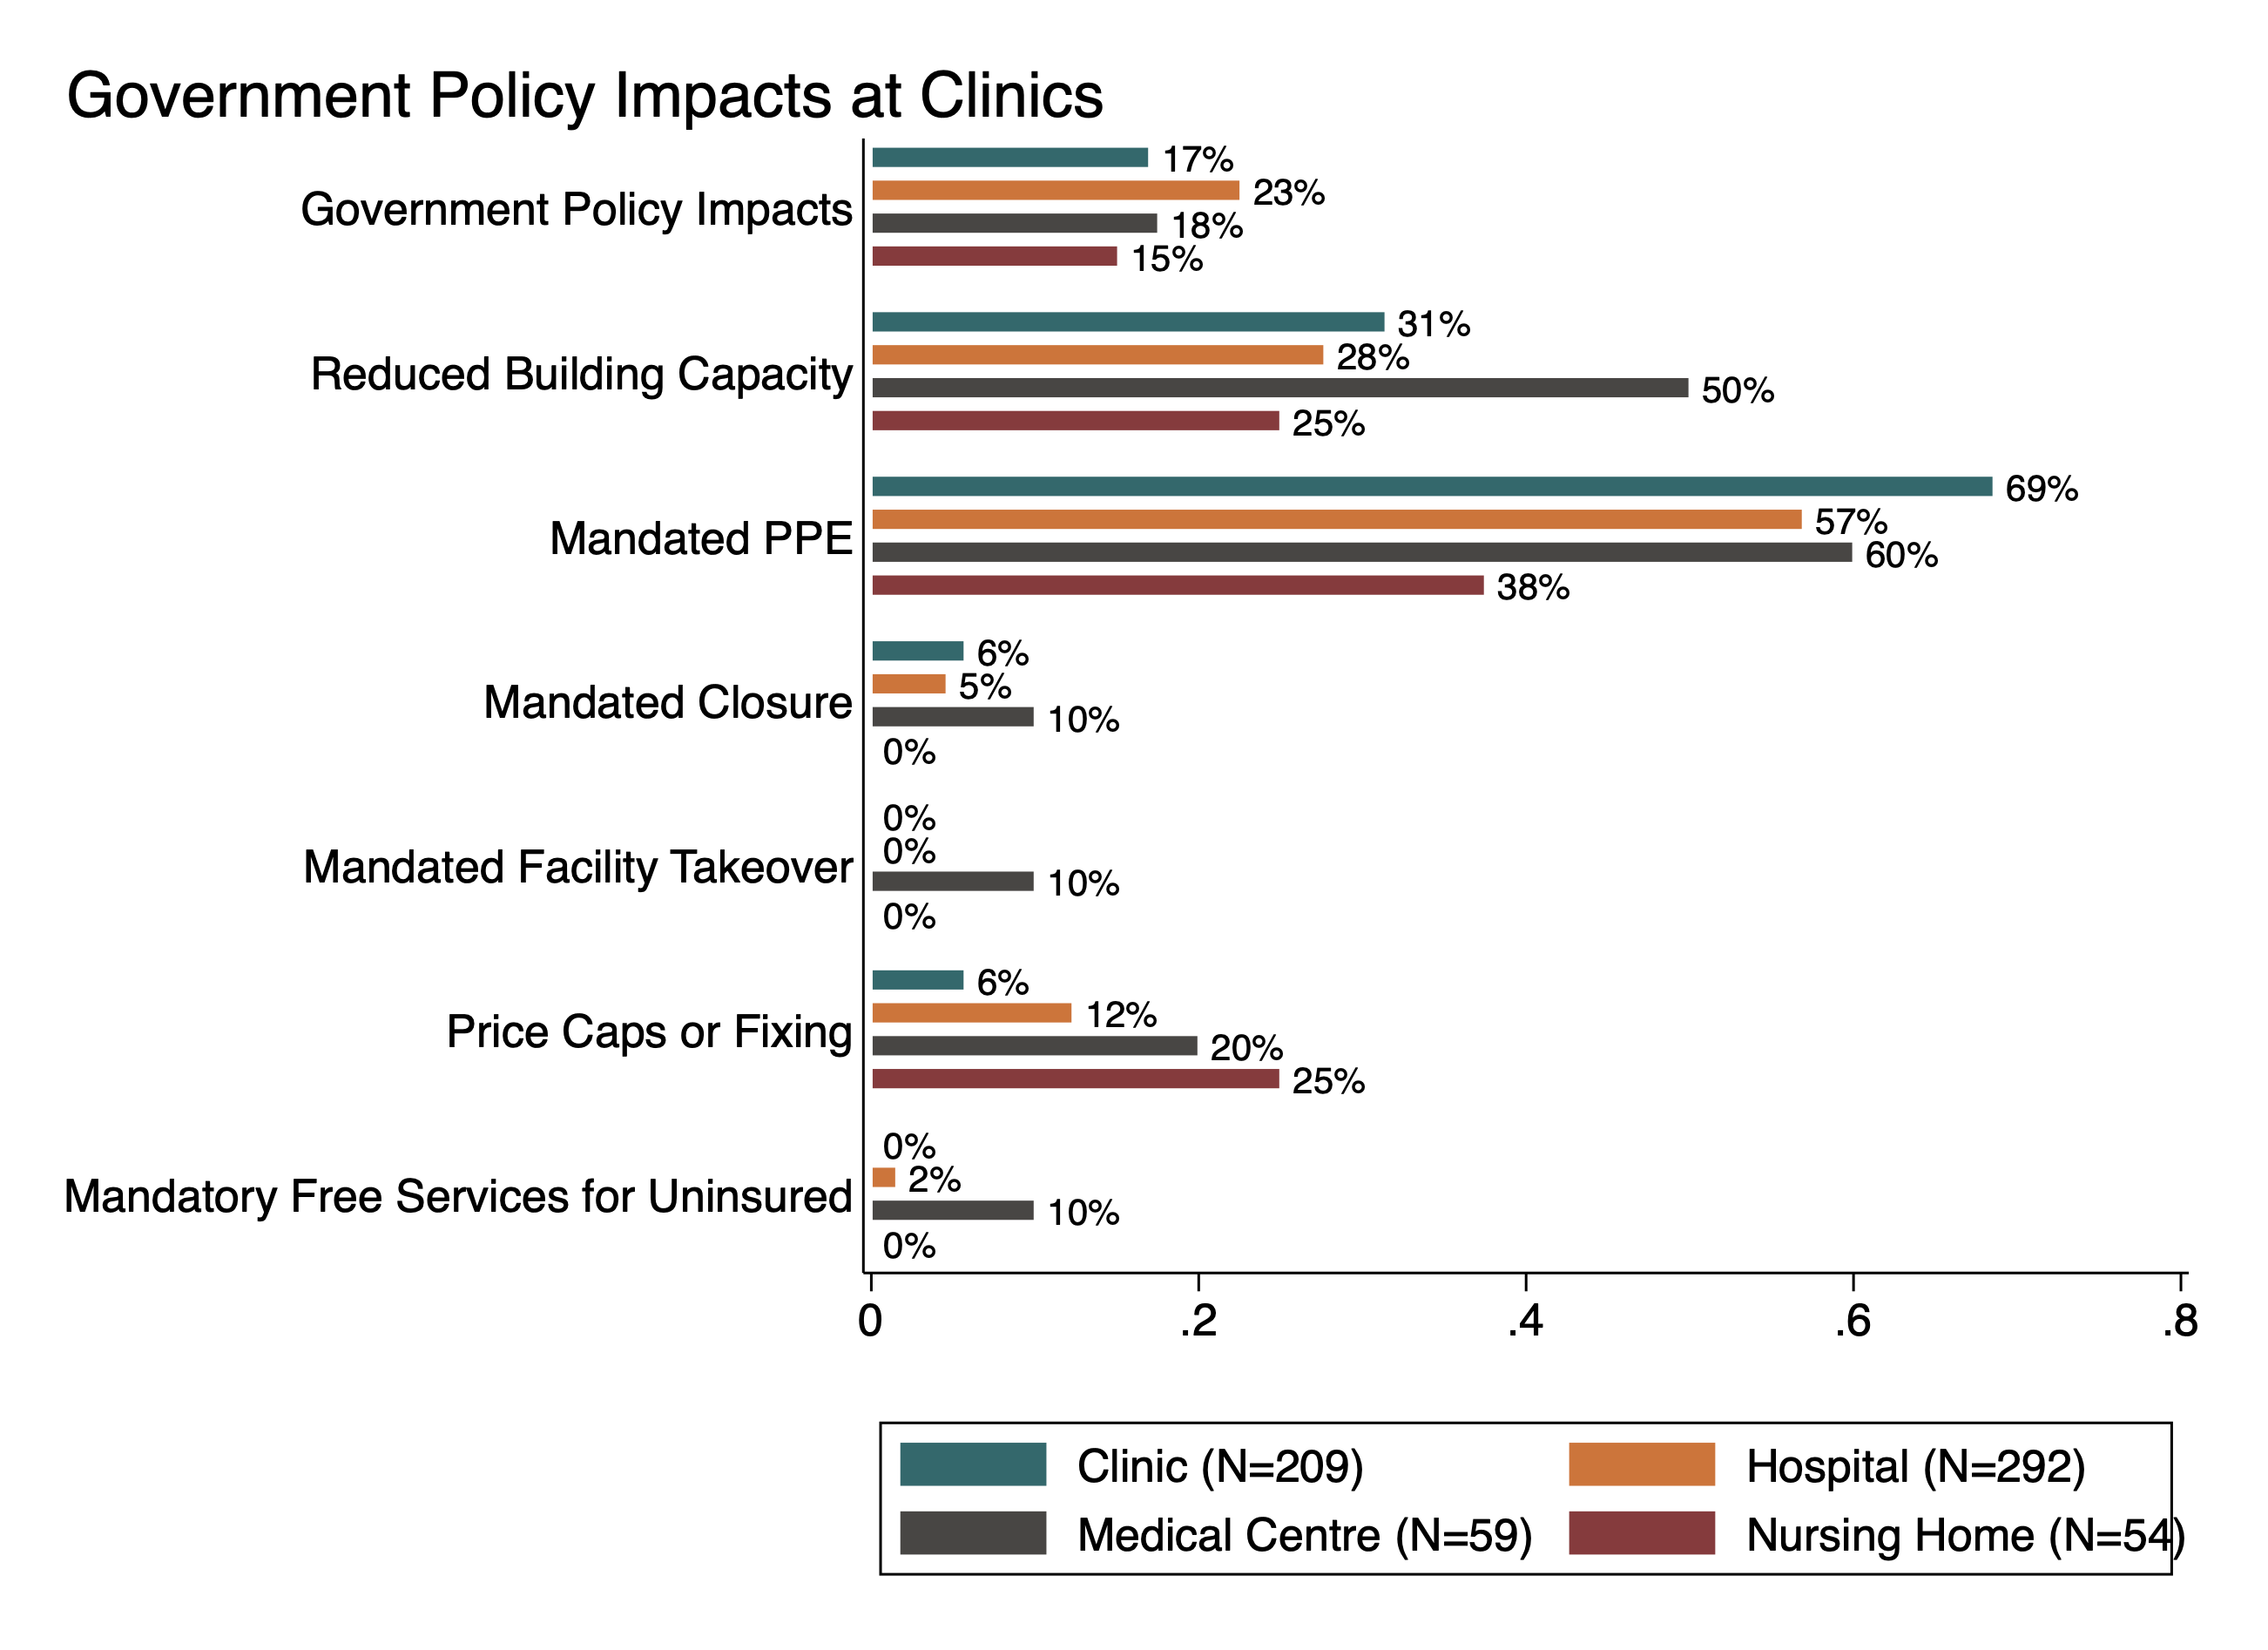 Government Policy Impacts at Clinics
Government Policy Impacts
17%
23%
18%
15%
Reduced Building Capacity
31%
28%
50%
25%
Mandated PPE
69%
57%
60%
38%
Mandated Closure
6%
5%
10%
0%
Mandated Facility Takeover
0%
0%
10%
0%
Price Caps or Fixing
6%
12%
20%
25%
Mandatory Free Services for Uninsured
0%
2%
10%
0%
0 .2 .4 .6 .8
Clinic (N=209) Hospital (N=292)
Medical Centre (N=59) Nursing Home (N=54)